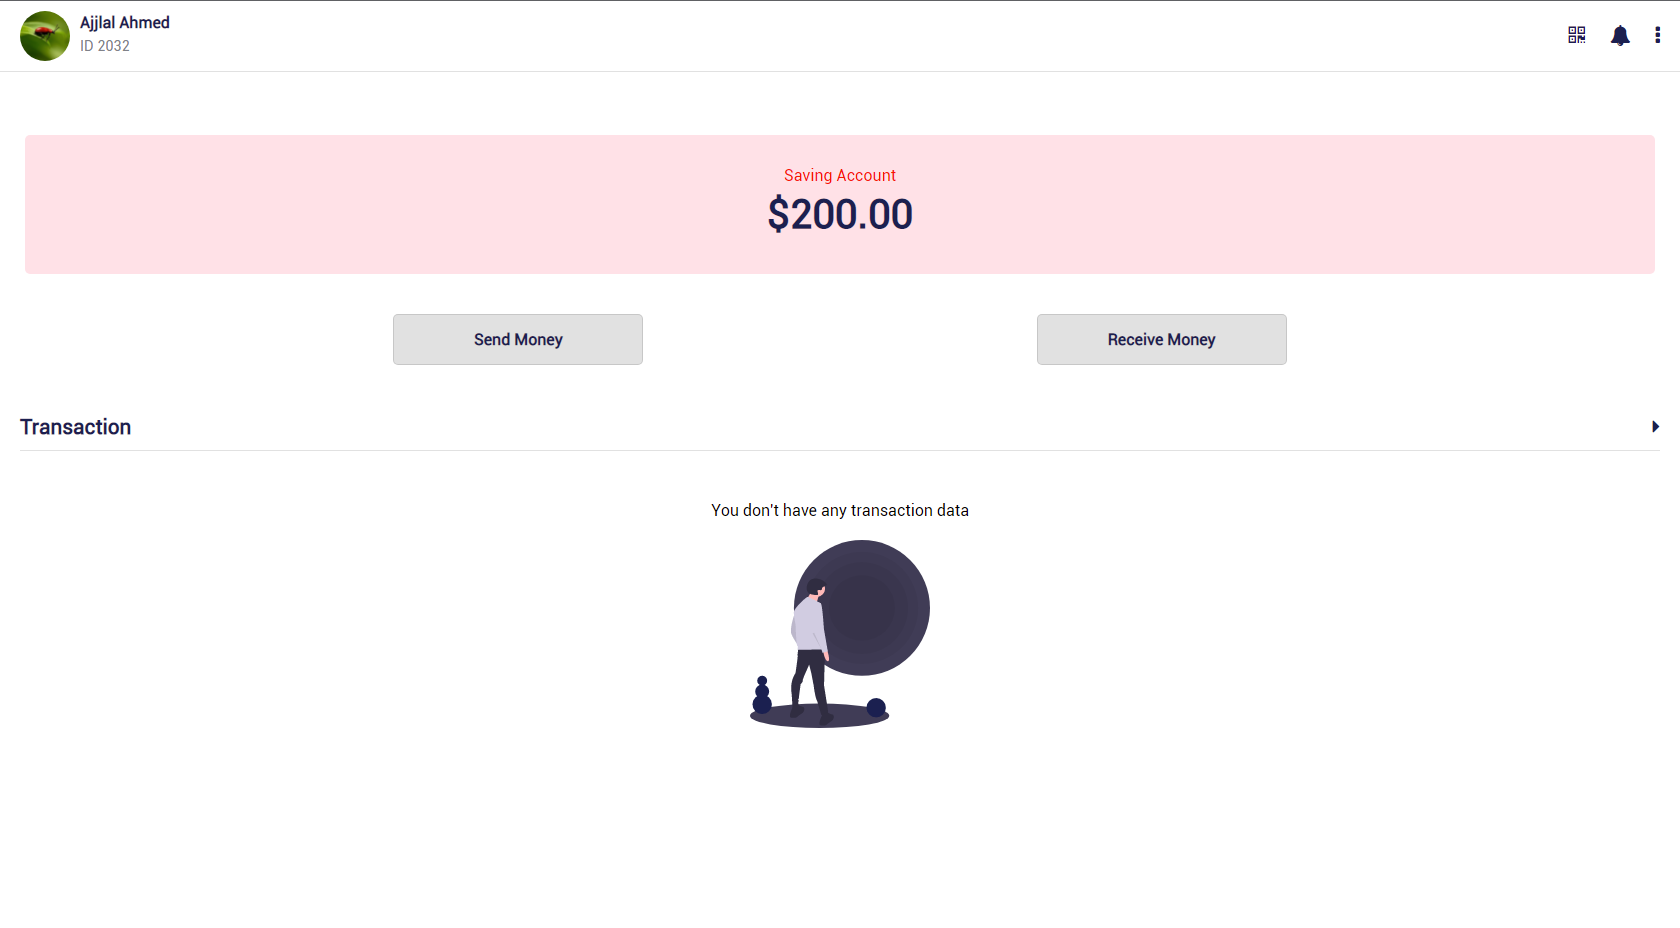 Ajjlal Ahmed
ID 2032
Saving Account
$200.00
Send Money
Receive Money
Transaction
You don't have any transaction data